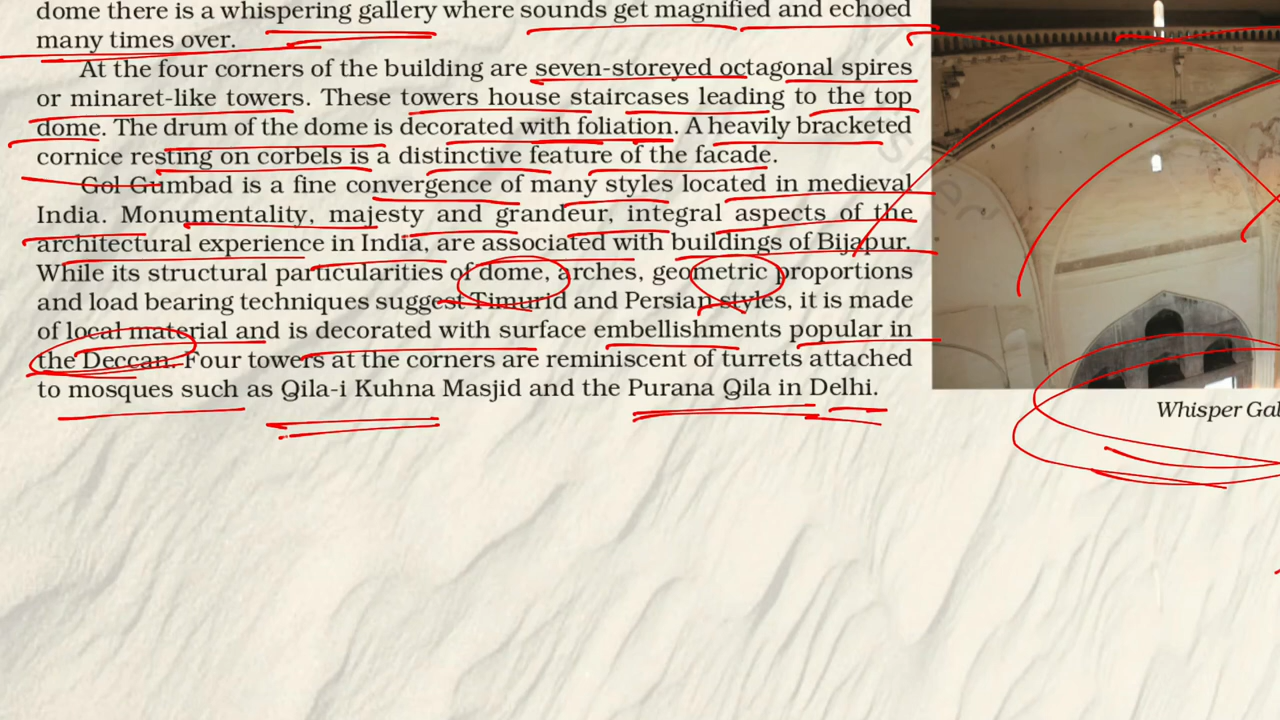 dome there is a whispering gallery where sounds get magnified and echoed
many times over.
At the four corners of the building are seven-storeyed octagonal spires
or minaret-like towers. These towers house staircases leading to the top
dome. The drum of the dome is decorated with foliation. A heavily bracketed
cornice resting on corbels is a distinctive feature of the facade.
Gol Gumbad is a fine convergence of many styles located in medieval
India. Monumentality, majesty and grandeur, integral aspects of the
architectural experience in India, are associated with buildings of Bijapur.
While its structural particularities of dome, arches, geometric proportions
and load bearing techniques suggest Timurid and Persian styles, it is made
of local material and is decorated with surface embellishments popular in
the Deccan. Four towers at the corners are reminiscent of turrets attached
to mosques such as Qila-i Kuhna Masjid and the Purana Qila in Delhi.
Whisper Gal